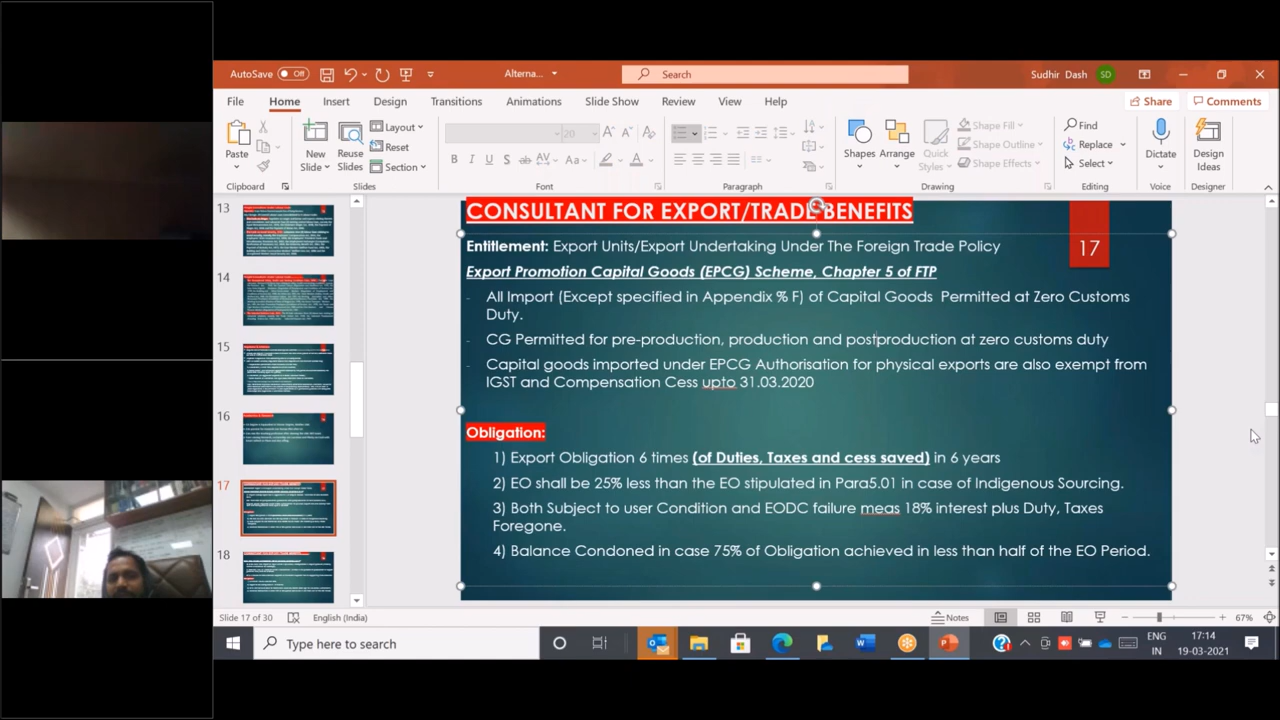 AutoSave Off Alterna... Search Sudhir Dash SD
File Home Insert Design Transitions Animations Slide Show Review View Help Share Comments
Paste New Slide Reuse Slides Layout Reset Section 20 B I U S ab AV Aa A Shapes Arrange Quick Styles Shape Fill Shape Outline Shape Effects Find Replace Select Dictate Design Ideas
Clipboard Slides Font Paragraph Drawing Editing Voice Designer
13
14
15
16
17
18
CONSULTANT FOR EXPORT/TRADE BENEFITS
17
Entitlement: Export Units/Export Undertaking Under The Foreign Trade Policy
Export Promotion Capital Goods (EPCG) Scheme, Chapter 5 of FTP
All Import (Except specified in Appendix % F) of Capital Goods Permitted at Zero Customs
Duty.
- CG Permitted for pre-producion, production and postproduction at zero customs duty
Capital goods imported under EPCG Authorisation for physical exports are also exempt from
IGST and Compensation Cess upto 31.03.2020
Obligation:
1) Export Obligation 6 times (of Duties, Taxes and cess saved) in 6 years
2) EO shall be 25% less than the EO stipulated in Para5.01 in case of Indigenous Sourcing.
3) Both Subject to user Condition and EODC failure meas 18% interest plus Duty, Taxes
Foregone.
4) Balance Condoned in case 75% of Obligation achieved in less than half of the EO Period.
Slide 17 of 30 English (India) Notes 67%
Type here to search ENG IN 17:14 19-03-2021